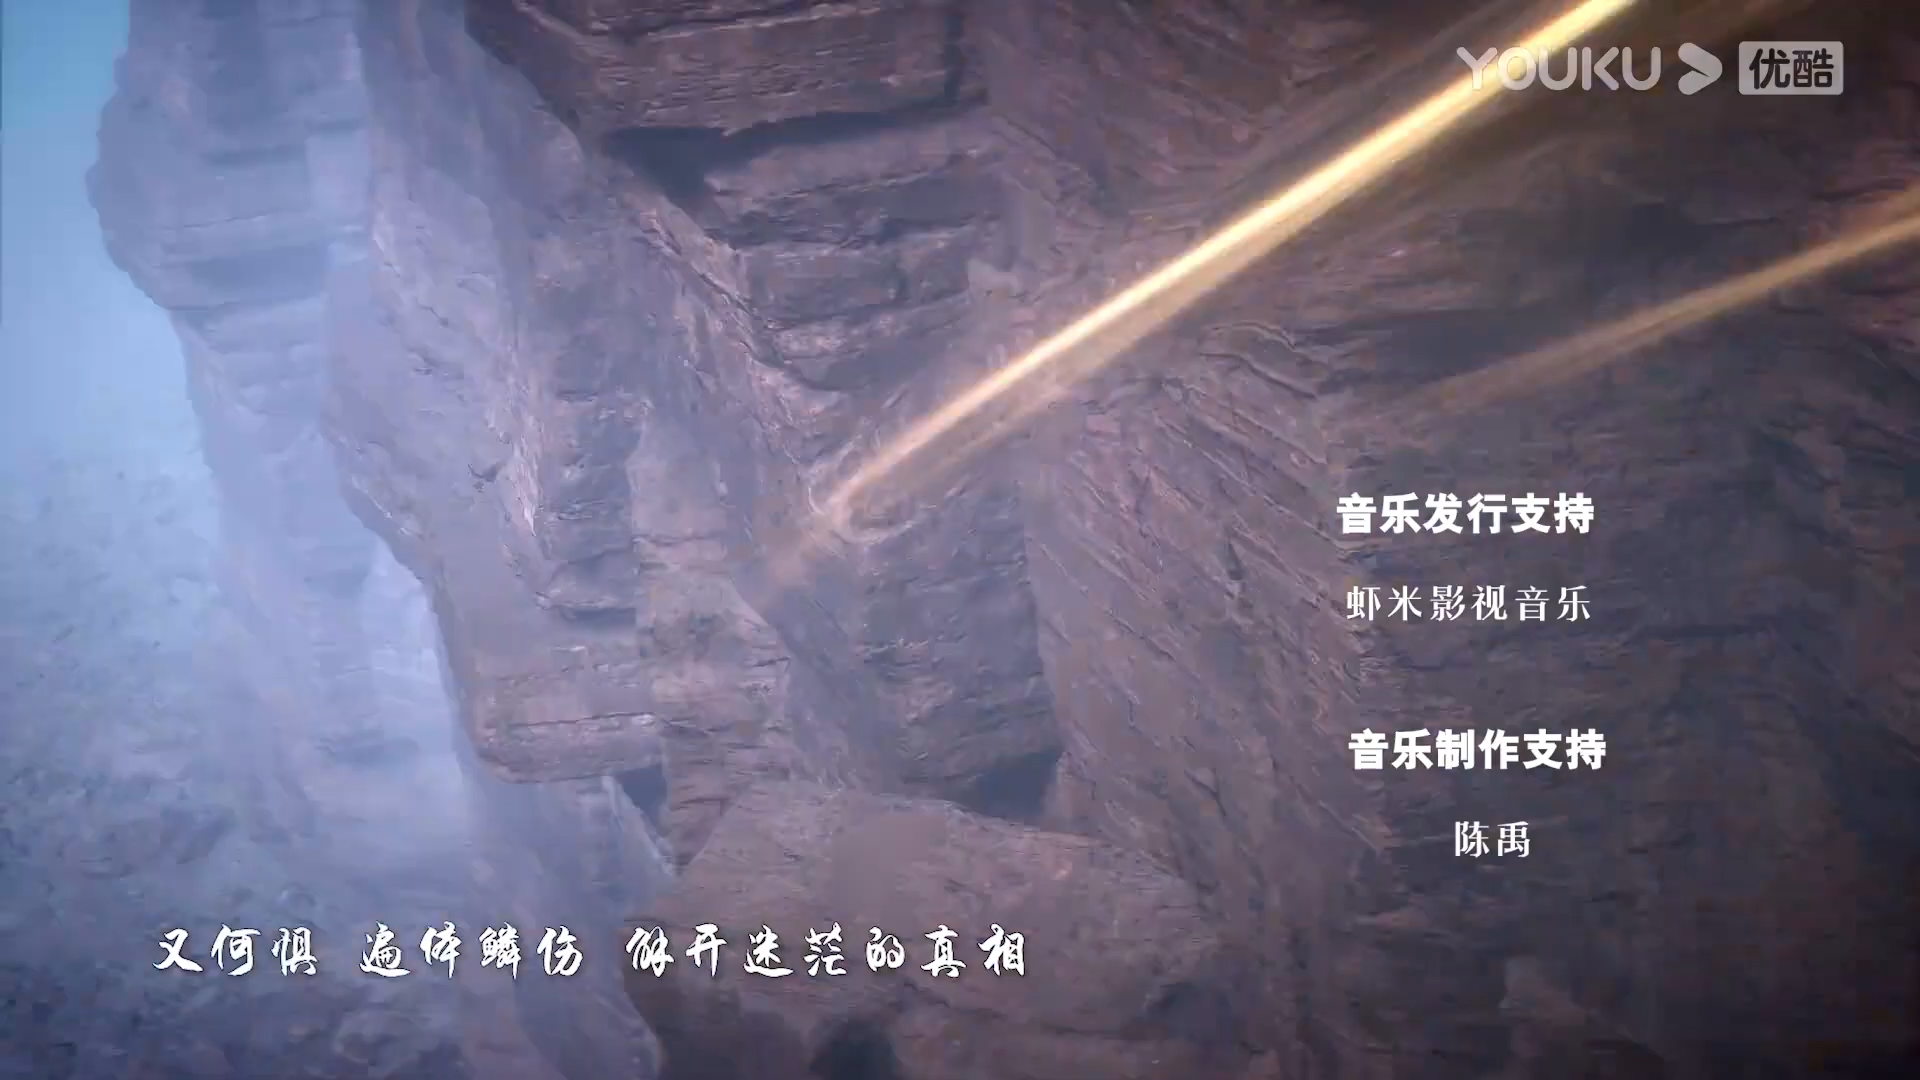 YOUKU 优酷
音乐发行支持
虾米影视音乐
音乐制作支持
陈禹
又何惧 遍体鳞伤 解开迷茫的真相